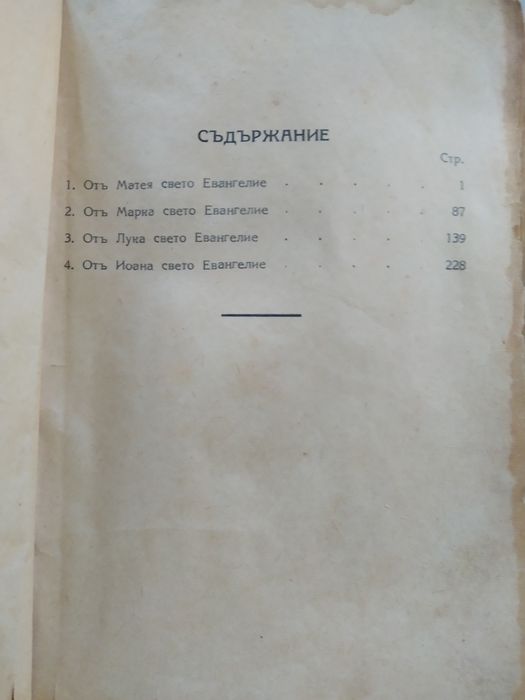 СЪДЪРЖАНИЕ
Стр.
1. Отъ Матея свето Евангелие . . . . . 1
2. Отъ Марка свето Евангелие . . . . . 87
3. Отъ Лука свето Евангелие . . . . . 139
4. Отъ Иоана свето Евангелие . . . . 228